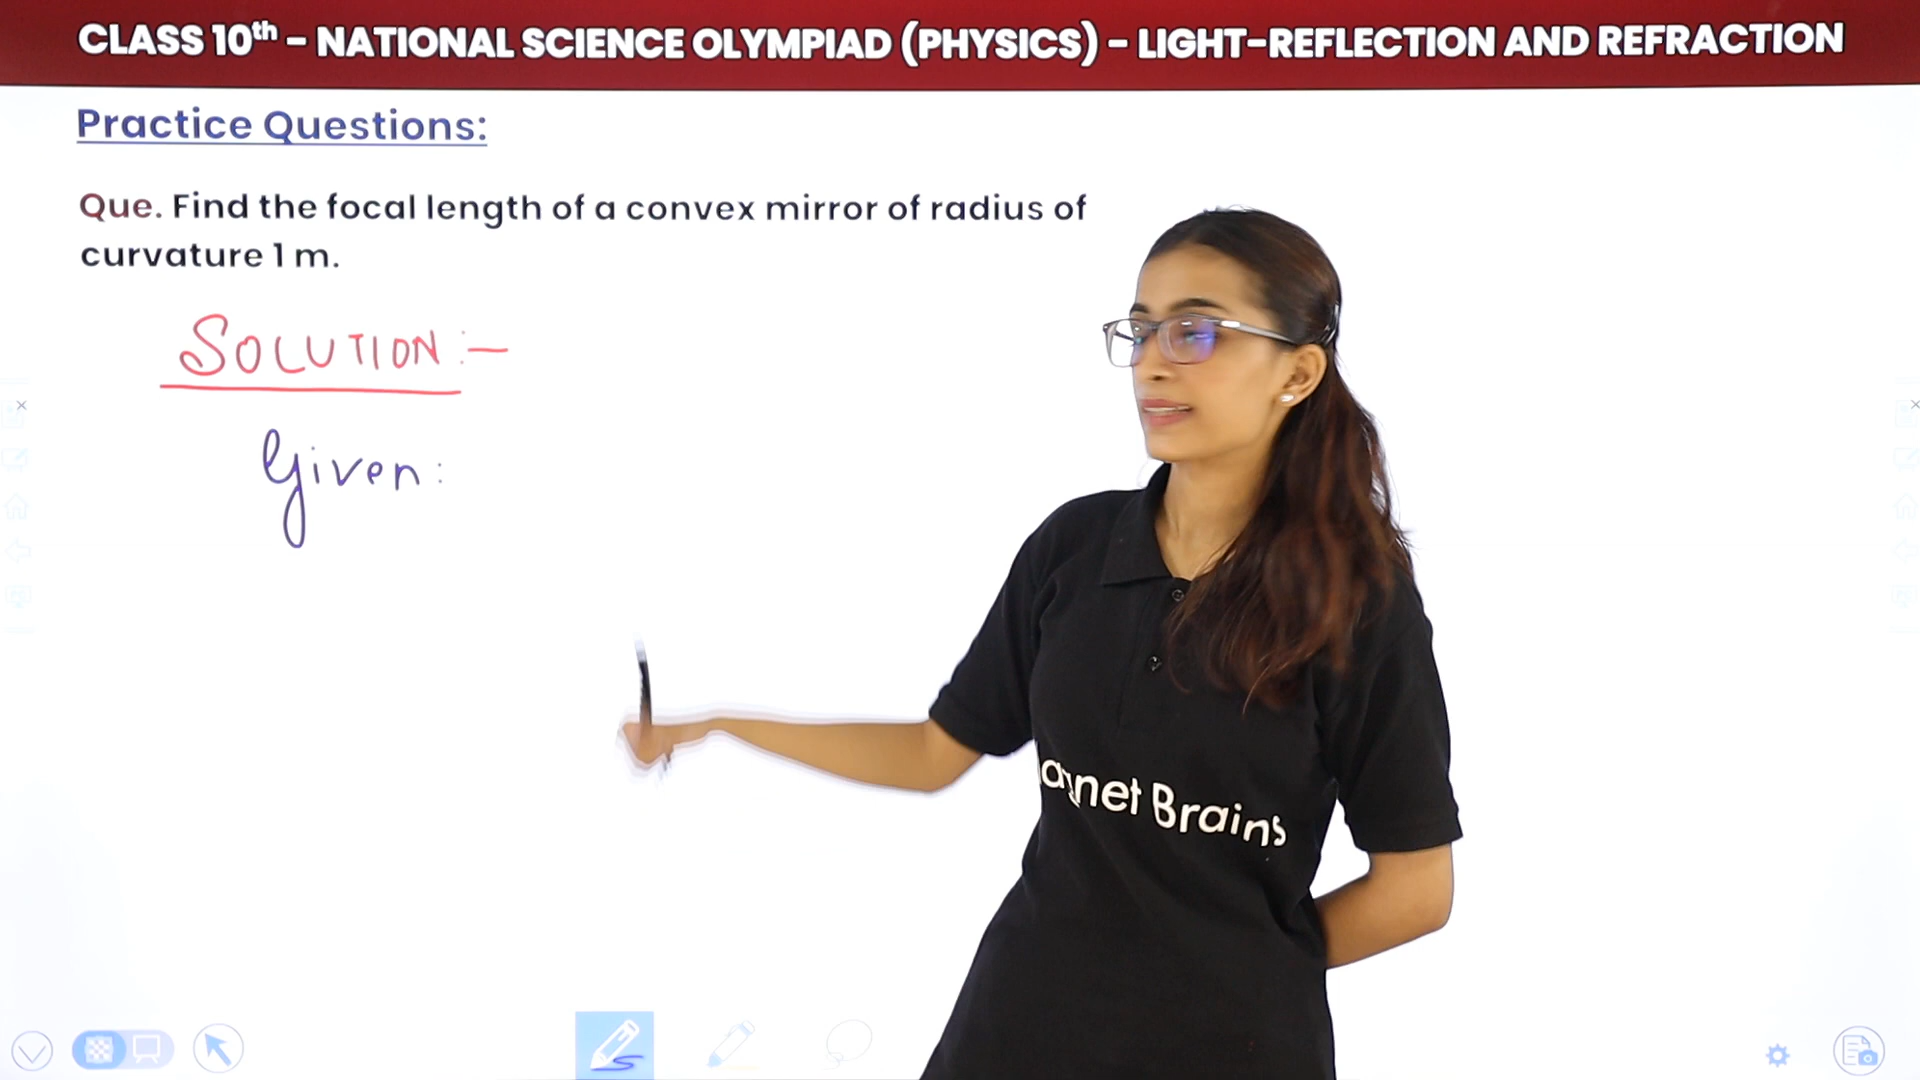 CLASS 10th - NATIONAL SCIENCE OLYMPIAD (PHYSICS) - LIGHT-REFLECTION AND REFRACTION
Practice Questions:
Que. Find the focal length of a convex mirror of radius of
curvature 1 m.
SOLUTION:-
Given:
agnet Brains